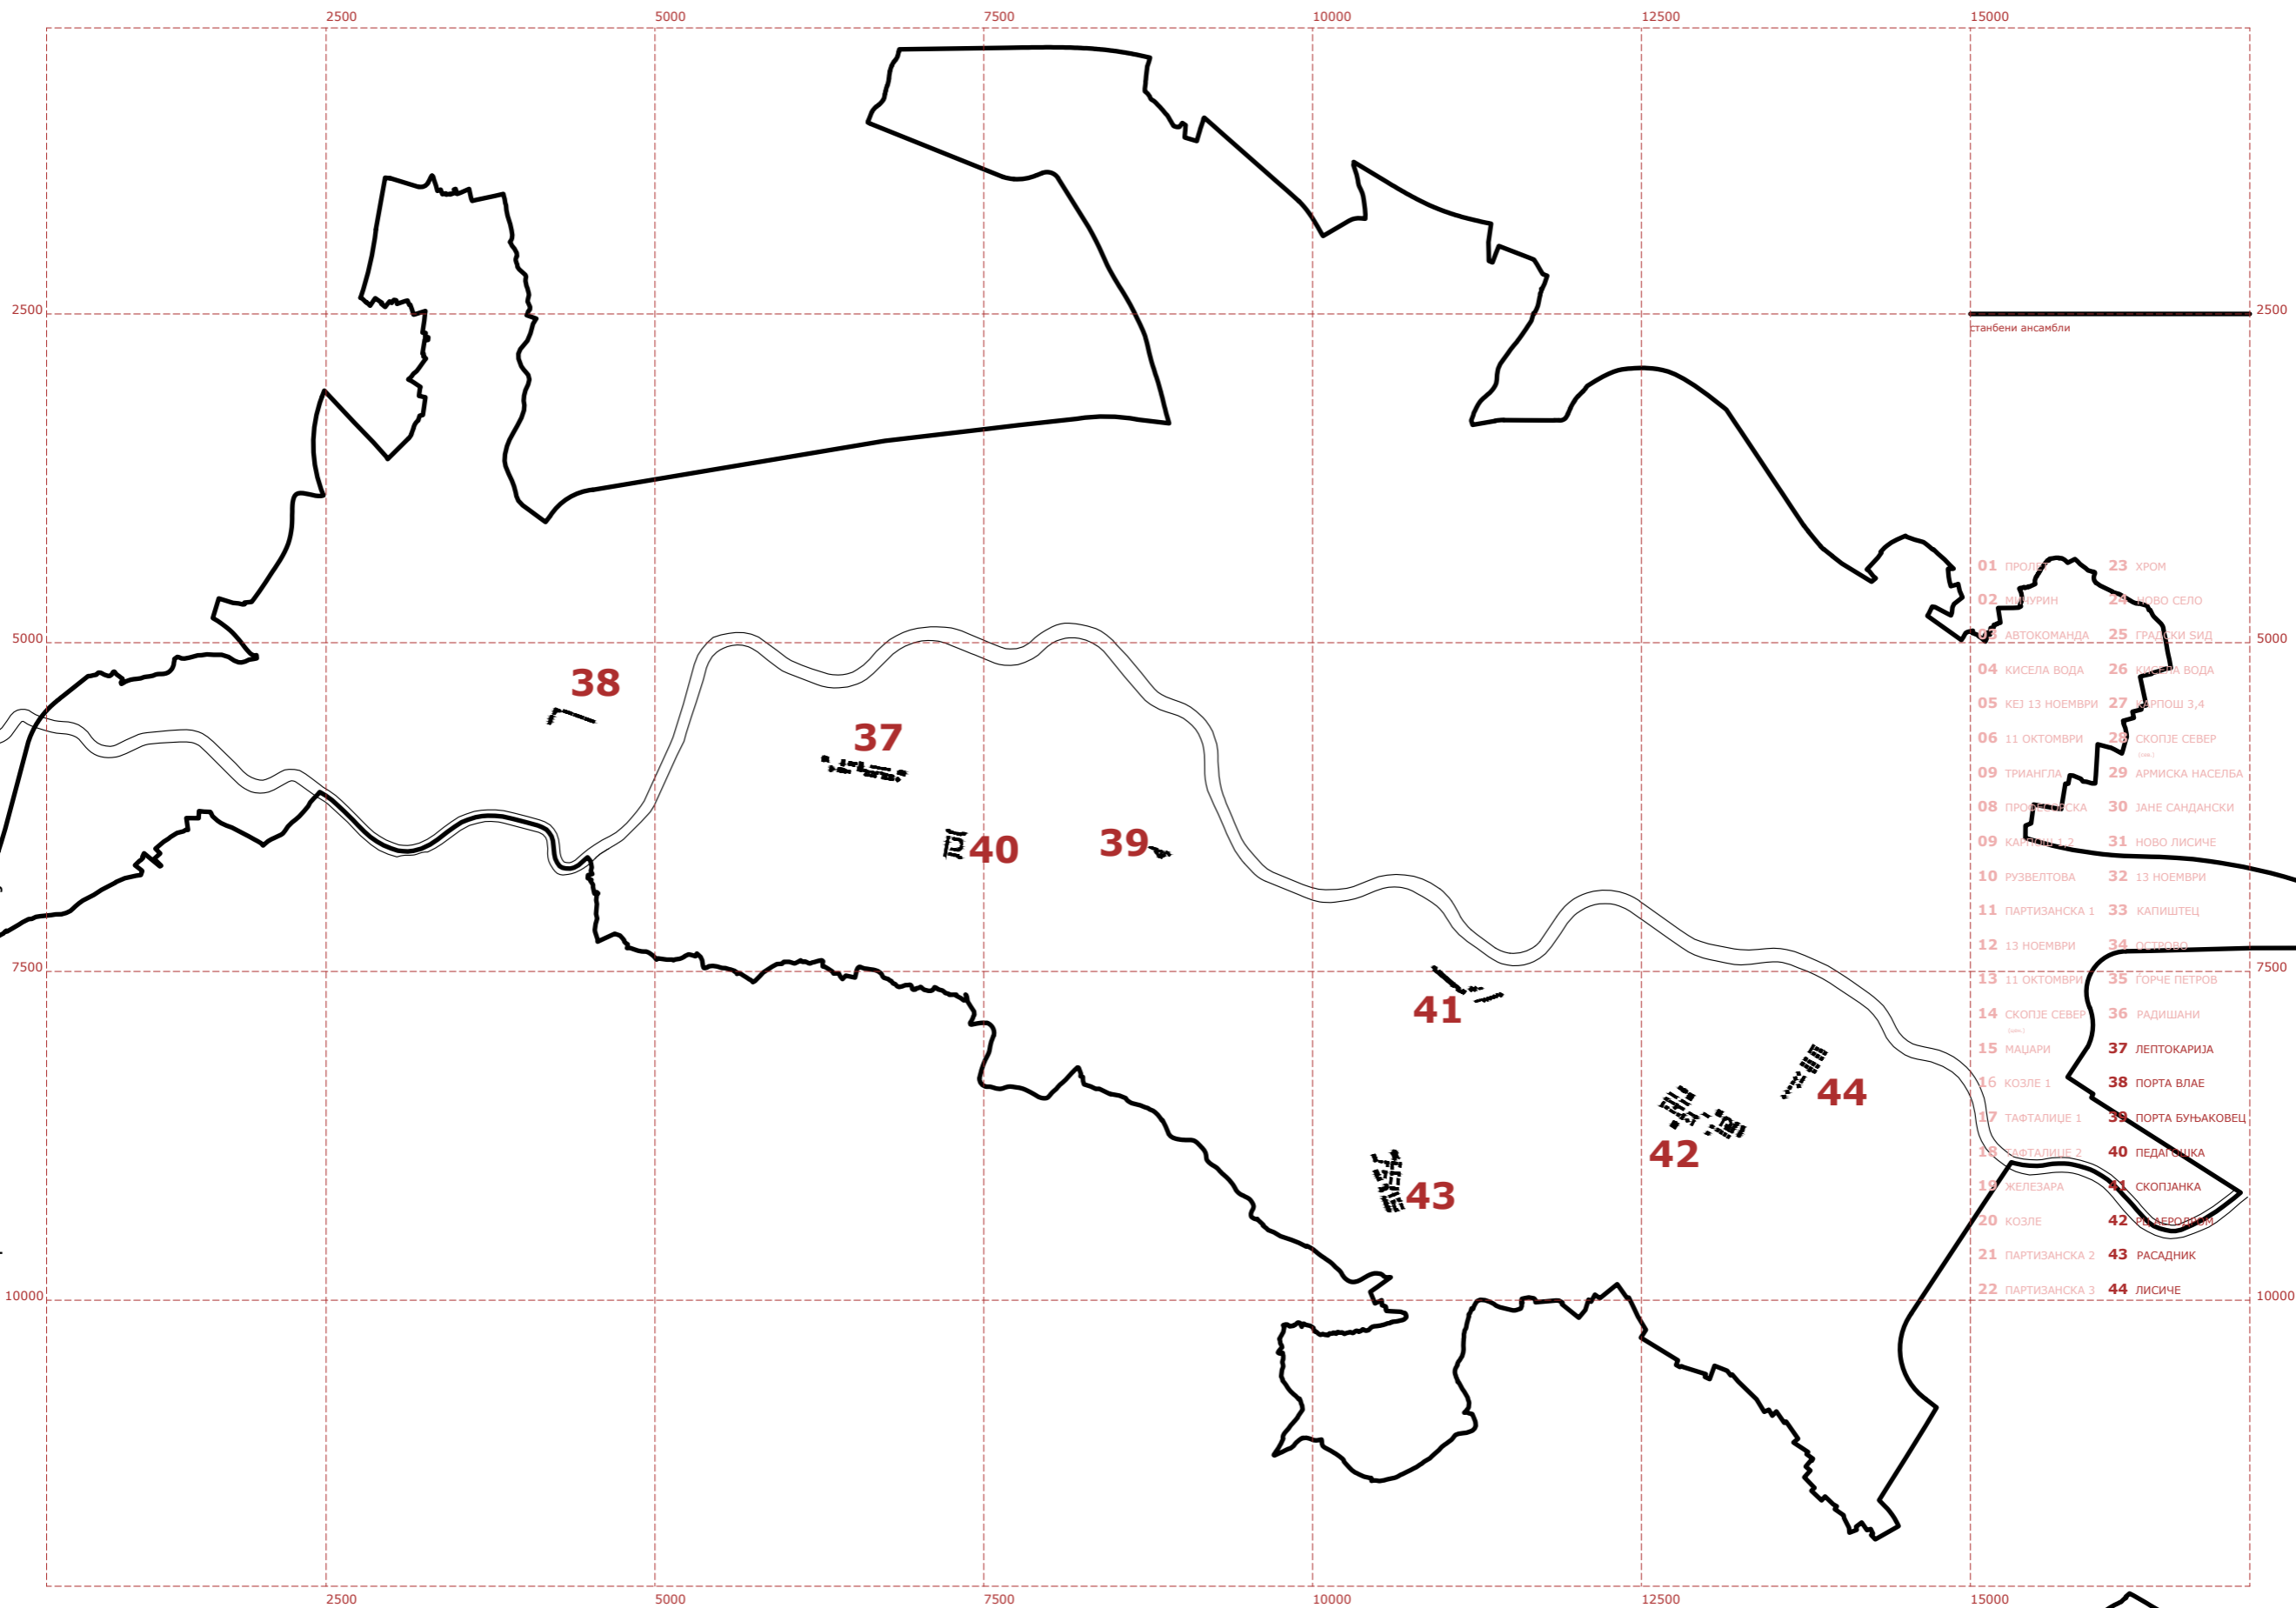 2500 5000 7500 10000 12500 15000
2500 2500
станбени ансамбли
01 ПРОЛЕТ 23 ХРОМ
02 МИЧУРИН 24 НОВО СЕЛО
5000 03 АВТОКОМАНДА 25 ГРАДСКИ ЅИД 5000
04 КИСЕЛА ВОДА 26 КИСЕЛА ВОДА
38
05 КЕЈ 13 НОЕМВРИ 27 КАРПОШ 3,4
37
06 11 ОКТОМВРИ 28 СКОПЈЕ СЕВЕР
09 ТРИАНГЛА 29 АРМИСКА НАСЕЛБА
08 ПРОФЕСОРСКА 30 ЈАНЕ САНДАНСКИ
40 39
09 КАРПОШ 1,2 31 НОВО ЛИСИЧЕ
10 РУЗВЕЛТОВА 32 13 НОЕМВРИ
11 ПАРТИЗАНСКА 1 33 КАПИШТЕЦ
12 13 НОЕМВРИ 34 ОСТРОВО
7500 7500
13 11 ОКТОМВРИ 35 ЃОРЧЕ ПЕТРОВ
41
14 СКОПЈЕ СЕВЕР 36 РАДИШАНИ
15 МАЏАРИ 37 ЛЕПТОКАРИЈА
16 КОЗЛЕ 1 38 ПОРТА ВЛАЕ
44
17 ТАФТАЛИЏЕ 1 39 ПОРТА БУЊАКОВЕЦ
42
18 ТАФТАЛИЏЕ 2 40 ПЕДАГОШКА
43
19 ЖЕЛЕЗАРА 41 СКОПЈАНКА
20 КОЗЛЕ 42 РЦ АЕРОДРОМ
21 ПАРТИЗАНСКА 2 43 РАСАДНИК
22 ПАРТИЗАНСКА 3 44 ЛИСИЧЕ
10000 10000
2500 5000 7500 10000 12500 15000